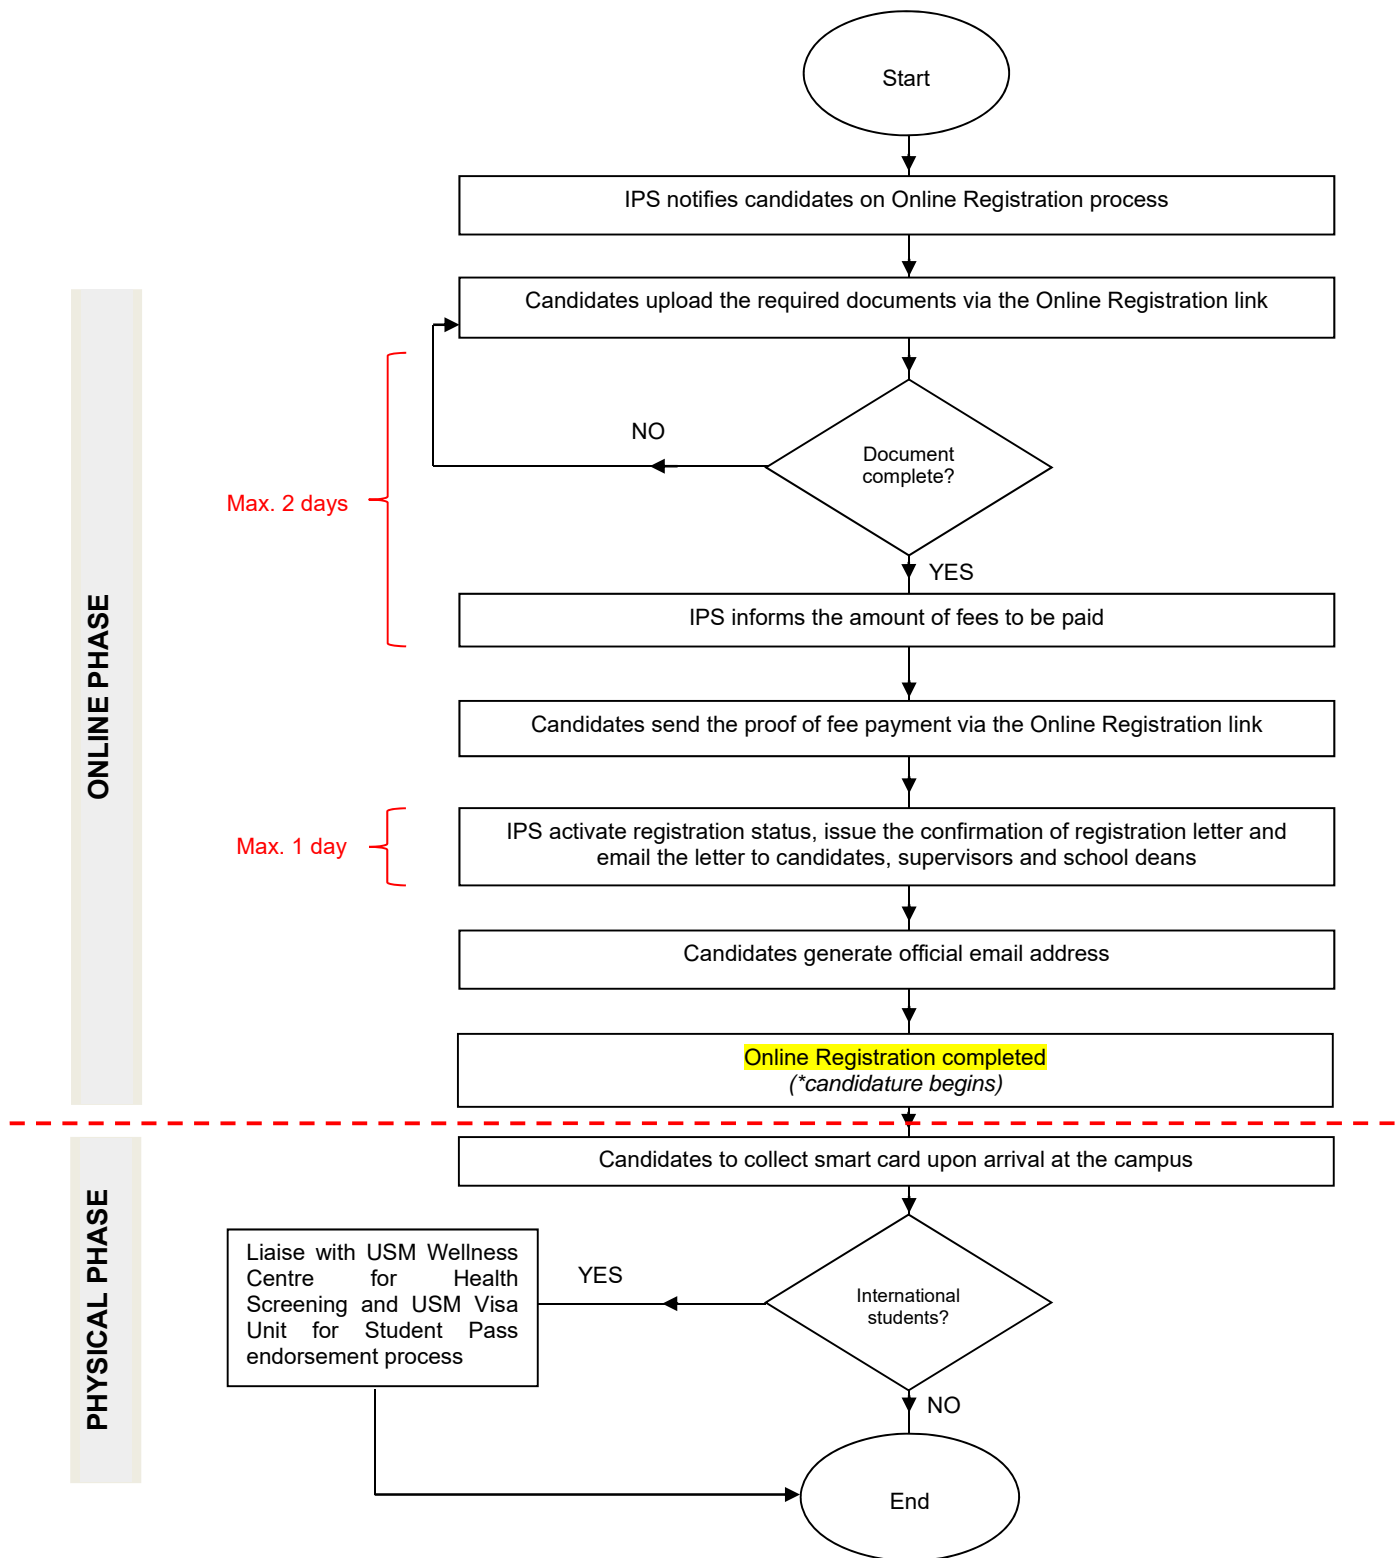 Start
IPS notifies candidates on Online Registration process
Candidates upload the required documents via the Online Registration link
NO
Document
complete?
Max. 2 days
YES
IPS informs the amount of fees to be paid
ONLINE PHASE
Candidates send the proof of fee payment via the Online Registration link
IPS activate registration status, issue the confirmation of registration letter and
email the letter to candidates, supervisors and school deans
Max. 1 day
Candidates generate official email address
Online Registration completed
(*candidature begins)
Candidates to collect smart card upon arrival at the campus
PHYSICAL PHASE
Liaise with USM Wellness
Centre for Health
Screening and USM Visa
Unit for Student Pass
endorsement process
YES
International
students?
NO
End